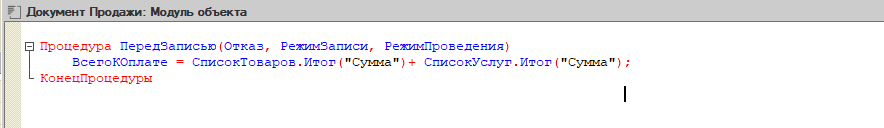 Документ Продажи: Модуль объекта
Процедура ПередЗаписью(Отказ, РежимЗаписи, РежимПроведения)
ВсегоКОплате = СписокТоваров.Итог("Сумма")+ СписокУслуг.Итог("Сумма");
КонецПроцедуры